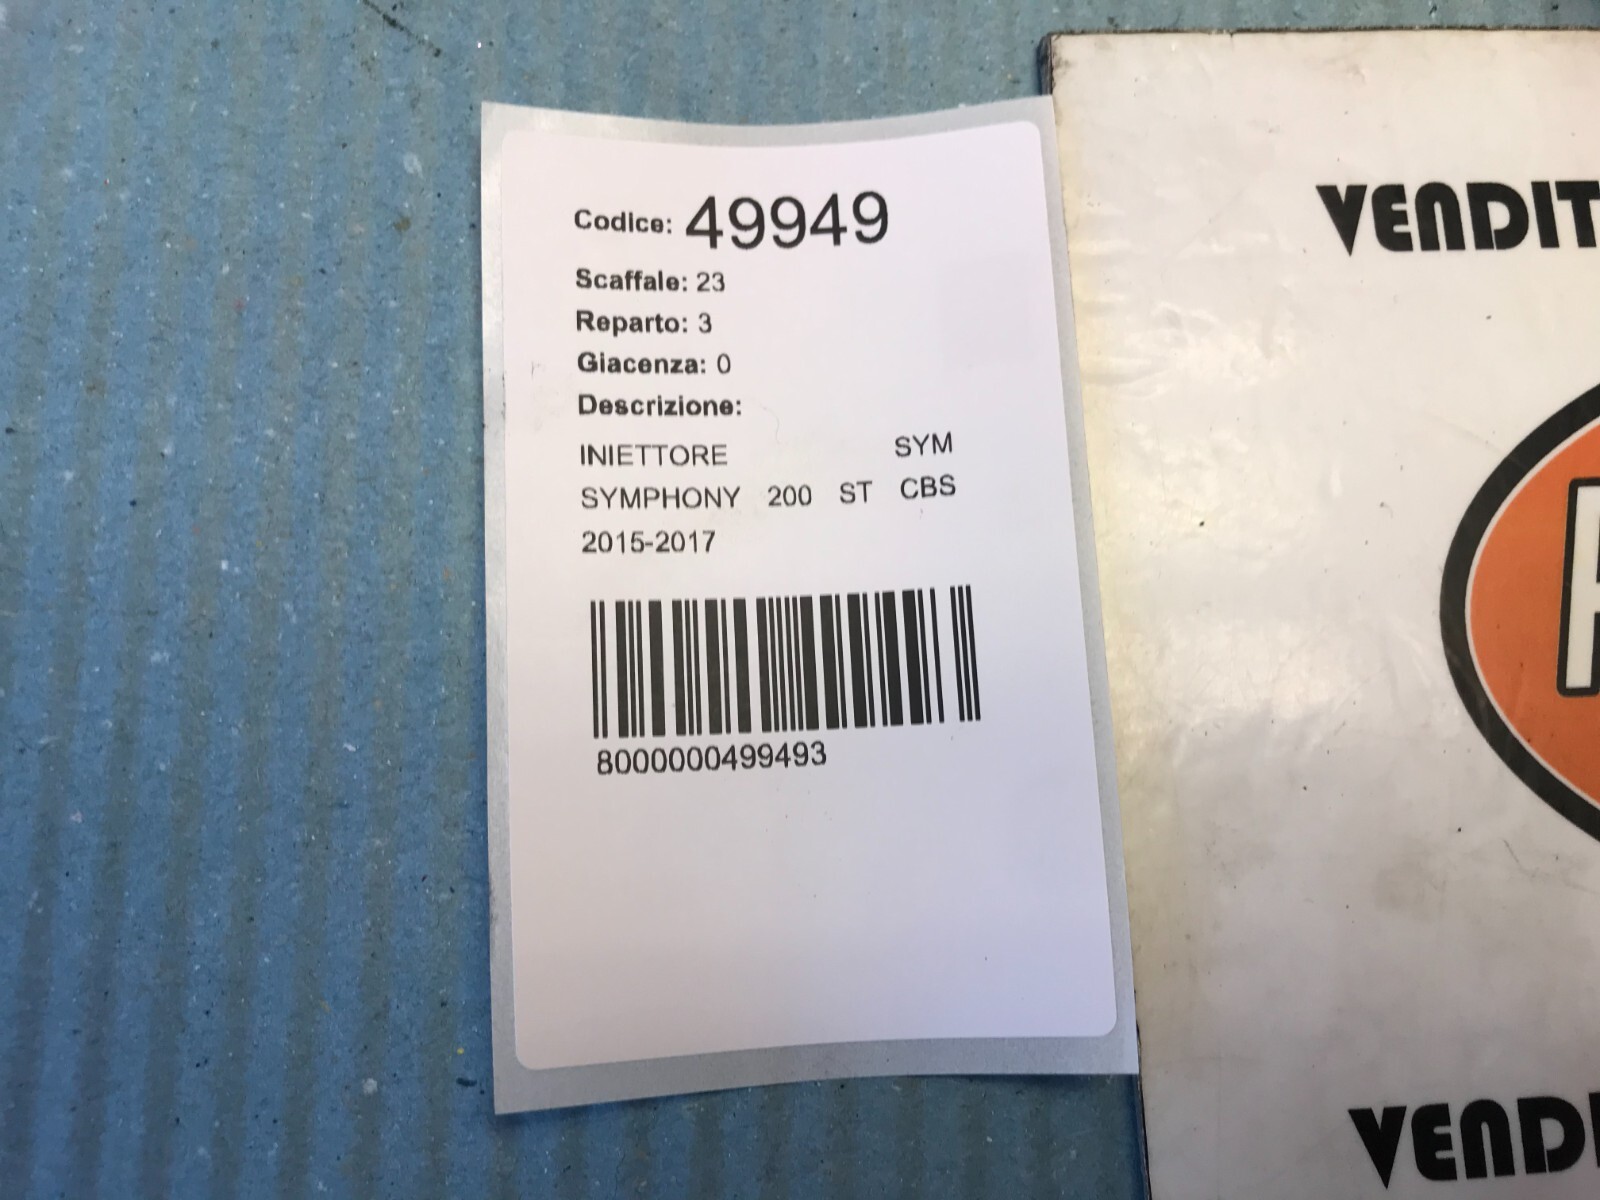 Codice: 49949
Scaffale: 23
Reparto: 3
Giacenza: 0
Descrizione:
INIETTORE SYM
SYMPHONY 200 ST CBS
2015-2017
8000000499493
VENDIT
VENDI